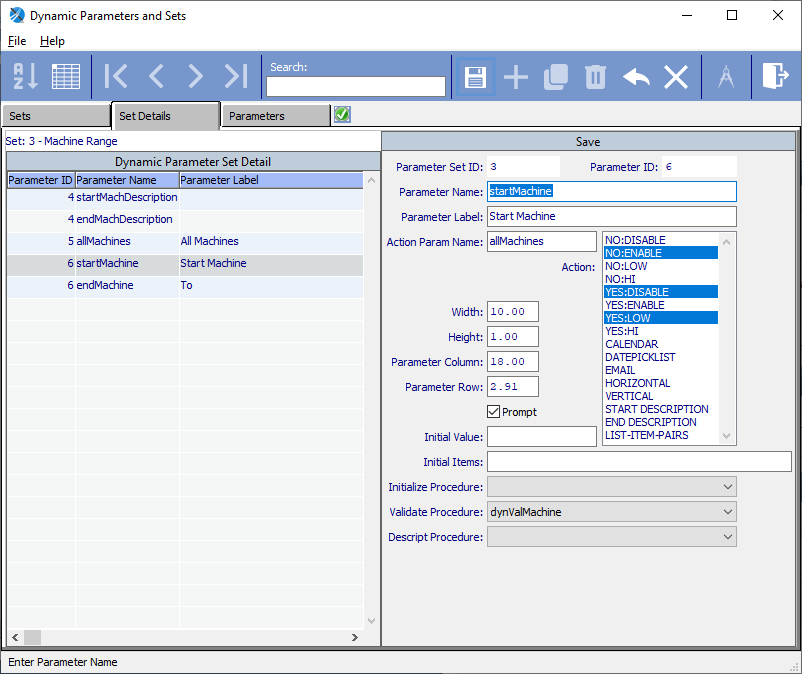 Dynamic Parameters and Sets
File Help
Search:
Sets Set Details Parameters
Set: 3 - Machine Range
Dynamic Parameter Set Detail
Parameter ID Parameter Name Parameter Label
4 startMachDescription
4 endMachDescription
5 allMachines All Machines
6 startMachine Start Machine
6 endMachine To
Save
Parameter Set ID: 3 Parameter ID: 6
Parameter Name: startMachine
Parameter Label: Start Machine
Action Param Name: allMachines
Action:
NO:DISABLE
NO:ENABLE
NO:LOW
NO:HI
YES:DISABLE
YES:ENABLE
YES:LOW
YES:HI
CALENDAR
DATEPICKLIST
EMAIL
HORIZONTAL
VERTICAL
START DESCRIPTION
END DESCRIPTION
LIST-ITEM-PAIRS
Width: 10.00
Height: 1.00
Parameter Column: 18.00
Parameter Row: 2.91
Prompt
Initial Value:
Initial Items:
Initialize Procedure:
Validate Procedure: dynValMachine
Descript Procedure:
Enter Parameter Name